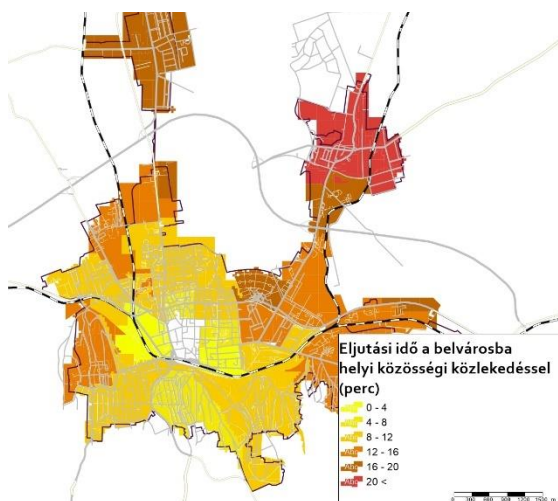 Eljutási idő a belvárosba
helyi közösségi közlekedéssel
(perc)
0 - 4
4 - 8
8 - 12
12 - 16
16 - 20
20 <